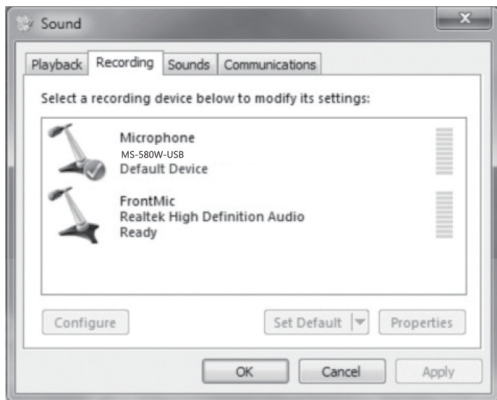 Sound
Playback Recording Sounds Communications
Select a recording device below to modify its settings:
Microphone
MS-580W-USB
Default Device
FrontMic
Realtek High Definition Audio
Ready
Configure Set Default Properties
OK Cancel Apply